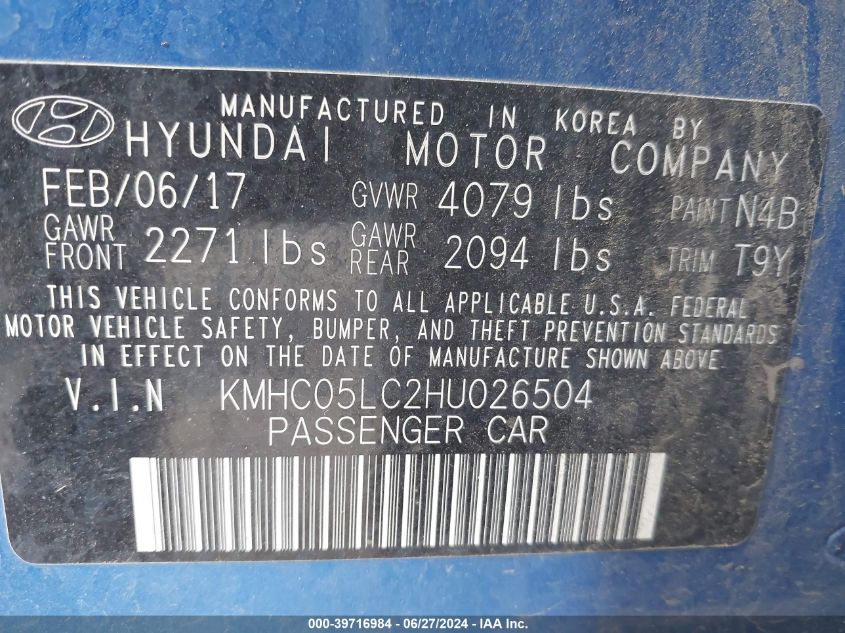 MANUFACTURED IN KOREA BY
HYUNDAI MOTOR COMPANY
FEB/06/17 GVWR 4079 lbs PAINT N4B
GAWR FRONT 2271 lbs GAWR REAR 2094 lbs TRIM T9Y
THIS VEHICLE CONFORMS TO ALL APPLICABLE U.S.A. FEDERAL
MOTOR VEHICLE SAFETY, BUMPER, AND THEFT PREVENTION STANDARDS
IN EFFECT ON THE DATE OF MANUFACTURE SHOWN ABOVE.
V.I.N KMHC05LC2HU026504
PASSENGER CAR
000-39716984 - 06/27/2024 - IAA Inc.